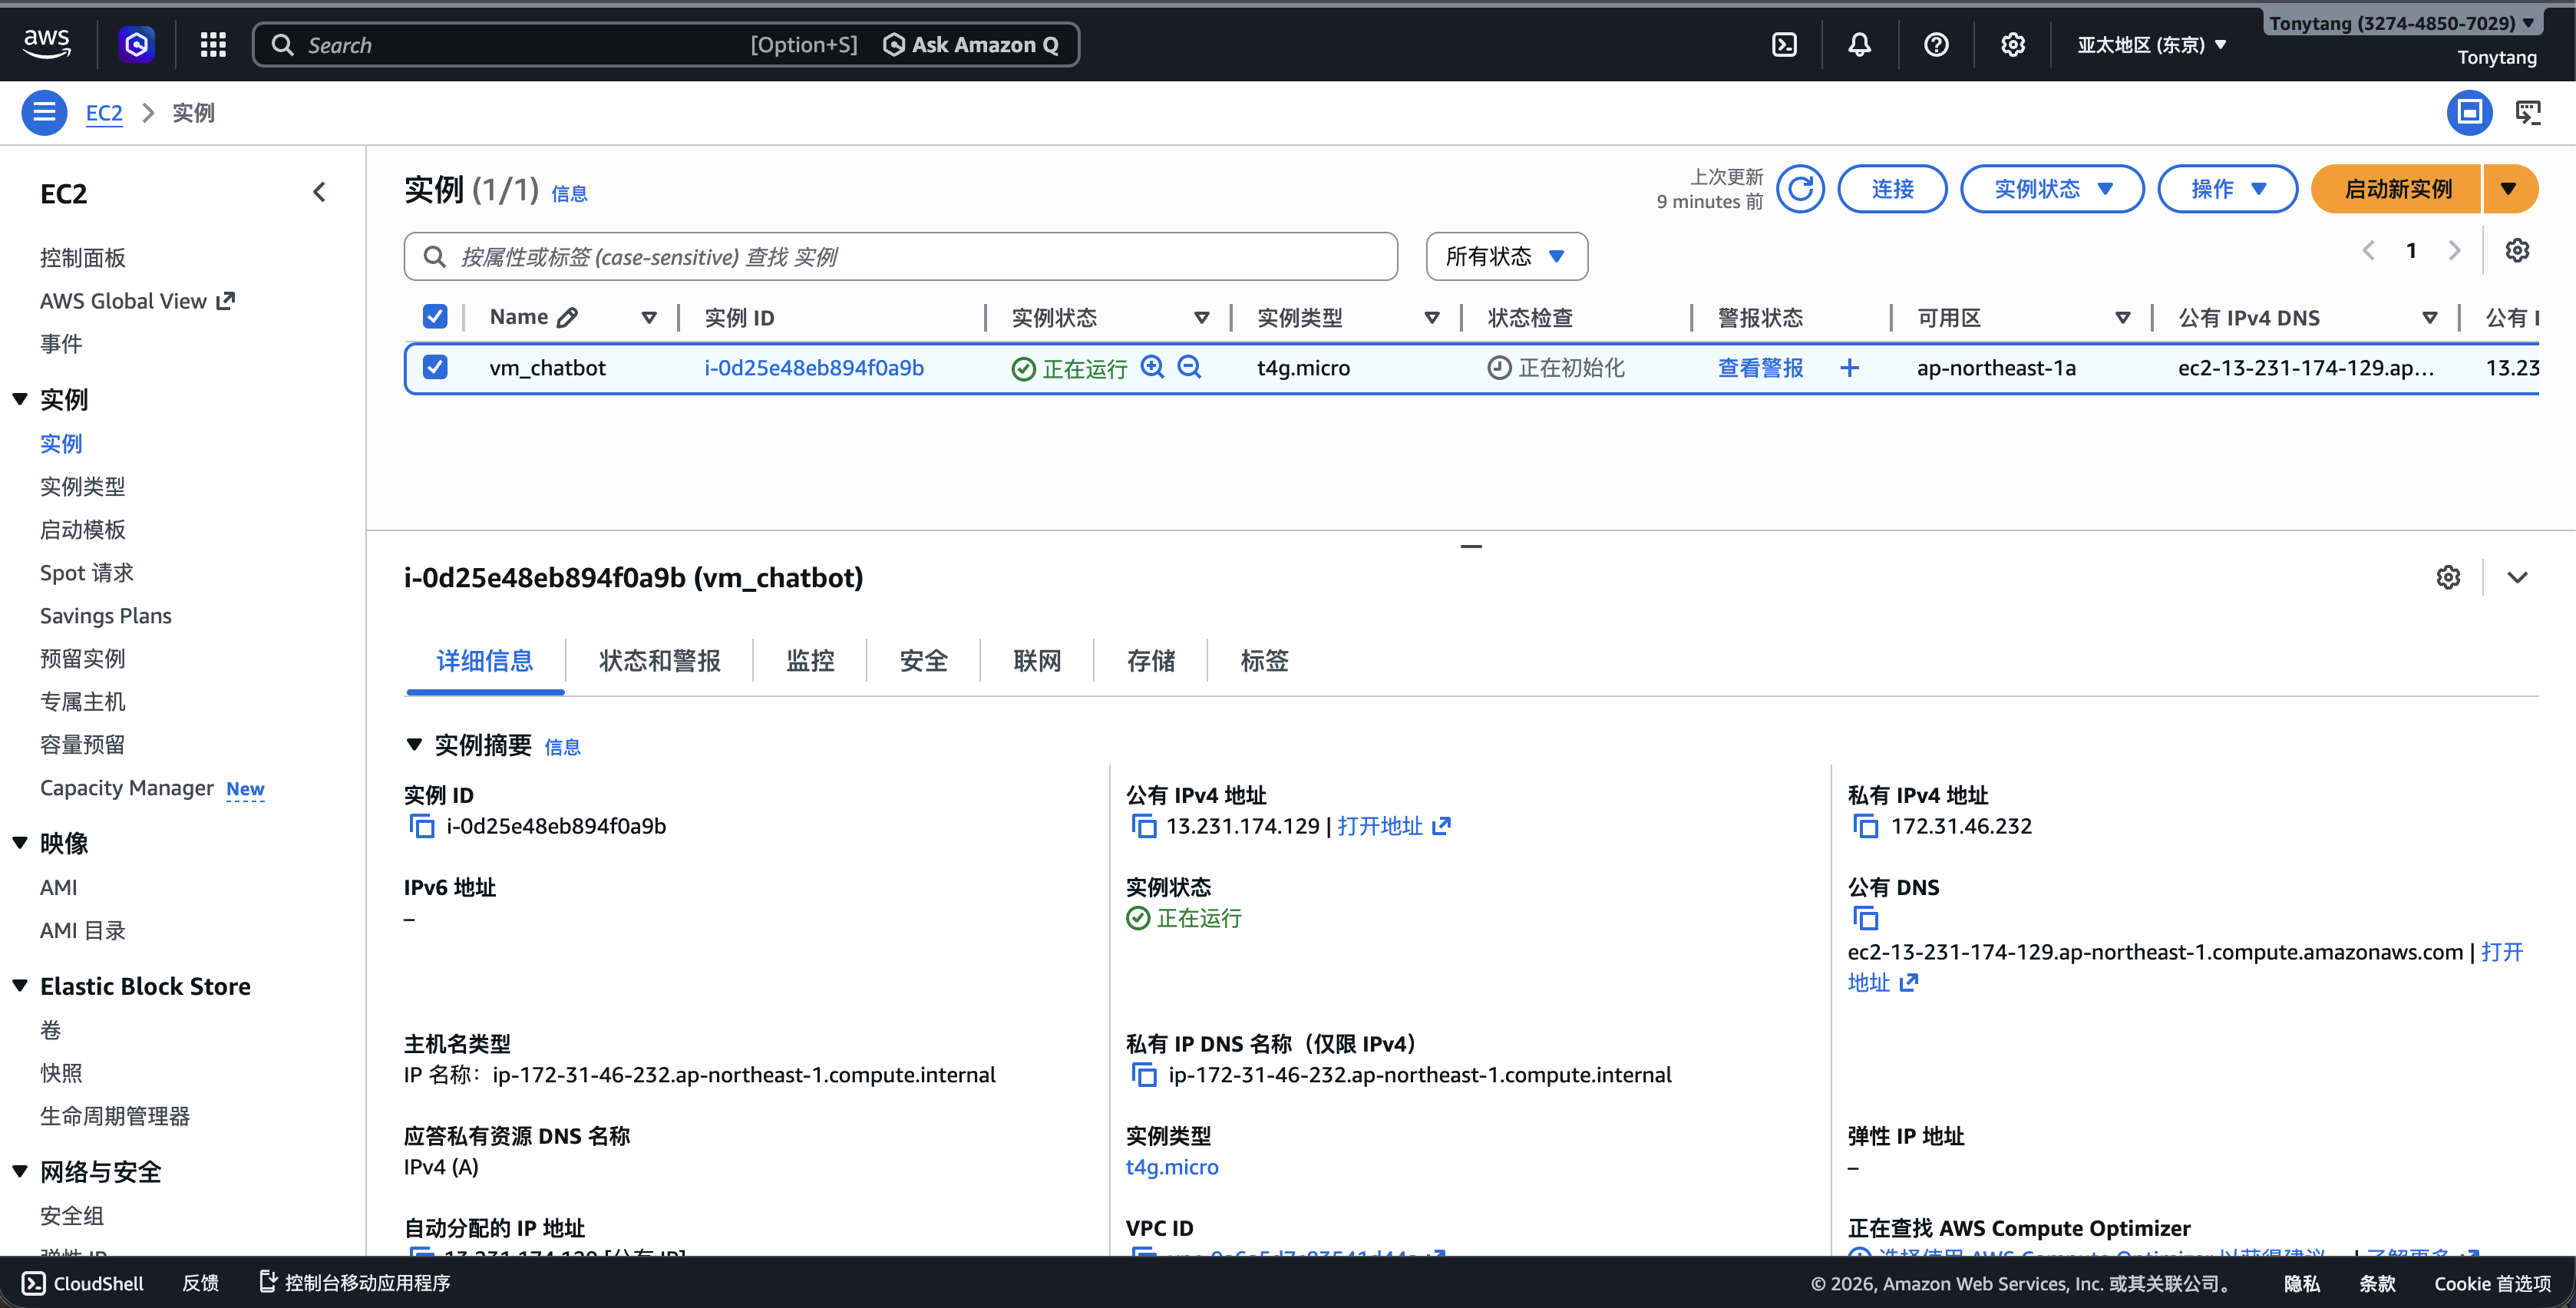 aws
Search
[Option+S]
Ask Amazon Q
亚太地区 (东京)
Tonytang (3274-4850-7029)
Tonytang
EC2
实例
EC2
控制面板
AWS Global View
事件
实例
实例
实例类型
启动模板
Spot 请求
Savings Plans
预留实例
专属主机
容量预留
Capacity Manager New
映像
AMI
AMI 目录
Elastic Block Store
卷
快照
生命周期管理器
网络与安全
安全组
实例 (1/1) 信息
上次更新
9 minutes 前
连接
实例状态
操作
启动新实例
按属性或标签 (case-sensitive) 查找 实例
所有状态
1
Name
实例 ID
实例状态
实例类型
状态检查
警报状态
可用区
公有 IPv4 DNS
公有 I
vm_chatbot
i-0d25e48eb894f0a9b
正在运行
t4g.micro
正在初始化
查看警报
ap-northeast-1a
ec2-13-231-174-129.ap...
13.23
i-0d25e48eb894f0a9b (vm_chatbot)
详细信息
状态和警报
监控
安全
联网
存储
标签
实例摘要 信息
实例 ID
i-0d25e48eb894f0a9b
公有 IPv4 地址
13.231.174.129 | 打开地址
私有 IPv4 地址
172.31.46.232
IPv6 地址
–
实例状态
正在运行
公有 DNS
ec2-13-231-174-129.ap-northeast-1.compute.amazonaws.com | 打开
地址
主机名类型
IP 名称：ip-172-31-46-232.ap-northeast-1.compute.internal
私有 IP DNS 名称（仅限 IPv4）
ip-172-31-46-232.ap-northeast-1.compute.internal
应答私有资源 DNS 名称
IPv4 (A)
实例类型
t4g.micro
弹性 IP 地址
–
自动分配的 IP 地址
13.231.174.129 [公有 IP]
VPC ID
正在查找 AWS Compute Optimizer
CloudShell
反馈
控制台移动应用程序
© 2026, Amazon Web Services, Inc. 或其关联公司。
隐私
条款
Cookie 首选项